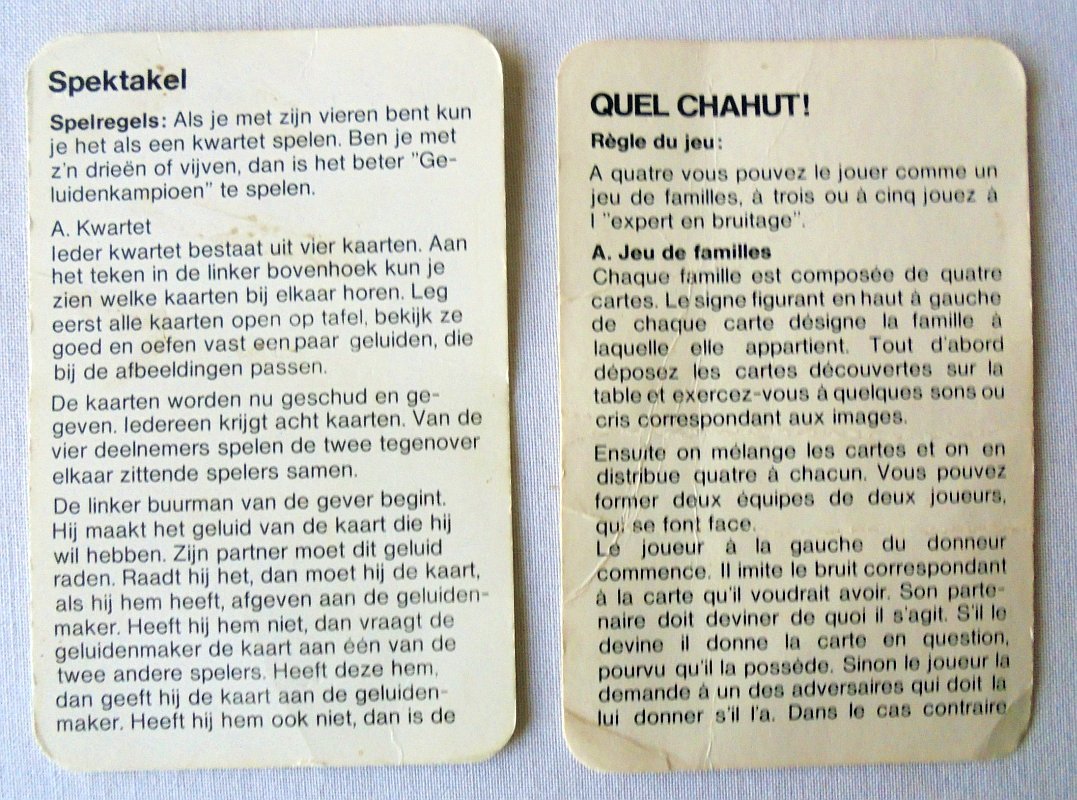 Spektakel
Spelregels: Als je met zijn vieren bent kun
je het als een kwartet spelen. Ben je met
z'n drieën of vijven, dan is het beter "Ge-
luidenkampioen" te spelen.
A. Kwartet
Ieder kwartet bestaat uit vier kaarten. Aan
het teken in de linker bovenhoek kun je
zien welke kaarten bij elkaar horen. Leg
eerst alle kaarten open op tafel, bekijk ze
goed en oefen vast een paar geluiden, die
bij de afbeeldingen passen.
De kaarten worden nu geschud en ge-
geven. Iedereen krijgt acht kaarten. Van de
vier deelnemers spelen de twee tegenover
elkaar zittende spelers samen.
De linker buurman van de gever begint.
Hij maakt het geluid van de kaart die hij
wil hebben. Zijn partner moet dit geluid
raden. Raadt hij het, dan moet hij de kaart,
als hij hem heeft, afgeven aan de geluiden-
maker. Heeft hij hem niet, dan vraagt de
geluidenmaker de kaart aan één van de
twee andere spelers. Heeft deze hem,
dan geeft hij de kaart aan de geluiden-
maker. Heeft hij hem ook niet, dan is de
QUEL CHAHUT!
Règle du jeu:
A quatre vous pouvez le jouer comme un
jeu de familles, à trois ou à cinq jouez à
l "expert en bruitage".
A. Jeu de familles
Chaque famille est composée de quatre
cartes. Le signe figurant en haut à gauche
de chaque carte désigne la famille à
laquelle elle appartient. Tout d'abord
déposez les cartes découvertes sur la
table et exercez-vous à quelques sons ou
cris correspondant aux images.
Ensuite on mélange les cartes et on en
distribue quatre à chacun. Vous pouvez
former deux équipes de deux joueurs,
qui se font face.
Le joueur à la gauche du donneur
commence. Il imite le bruit correspondant
à la carte qu'il voudrait avoir. Son parte-
naire doit deviner de quoi il s'agit. S'il le
devine il donne la carte en question,
pourvu qu'il la possède. Sinon le joueur la
demande à un des adversaires qui doit la
lui donner s'il l'a. Dans le cas contraire